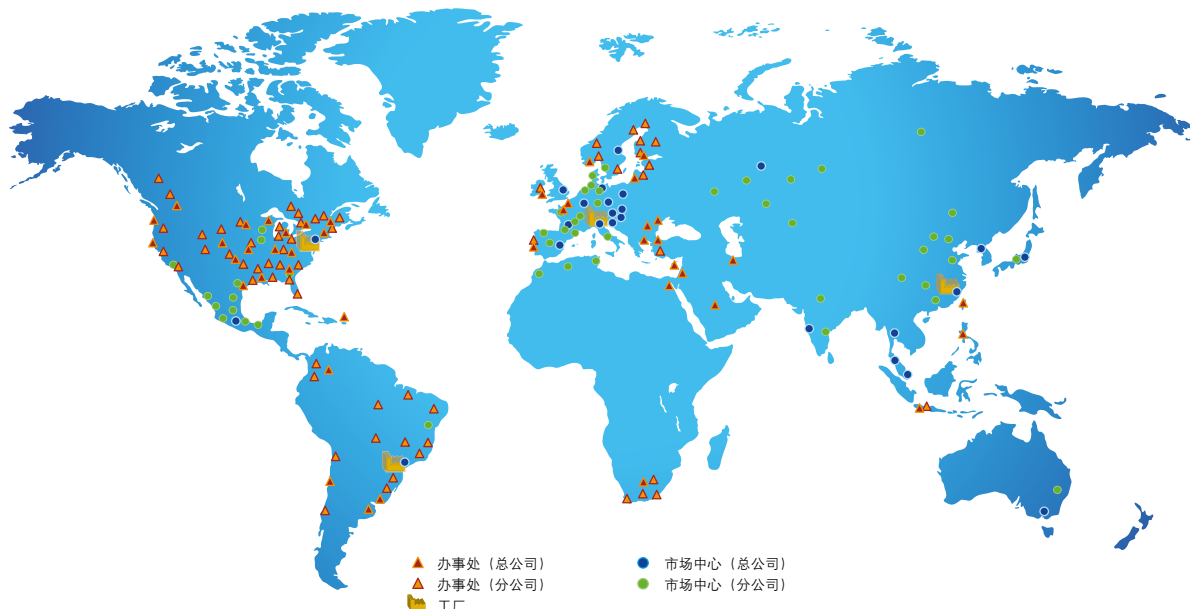 办事处（总公司）
市场中心（总公司）
办事处（分公司）
市场中心（分公司）
工厂